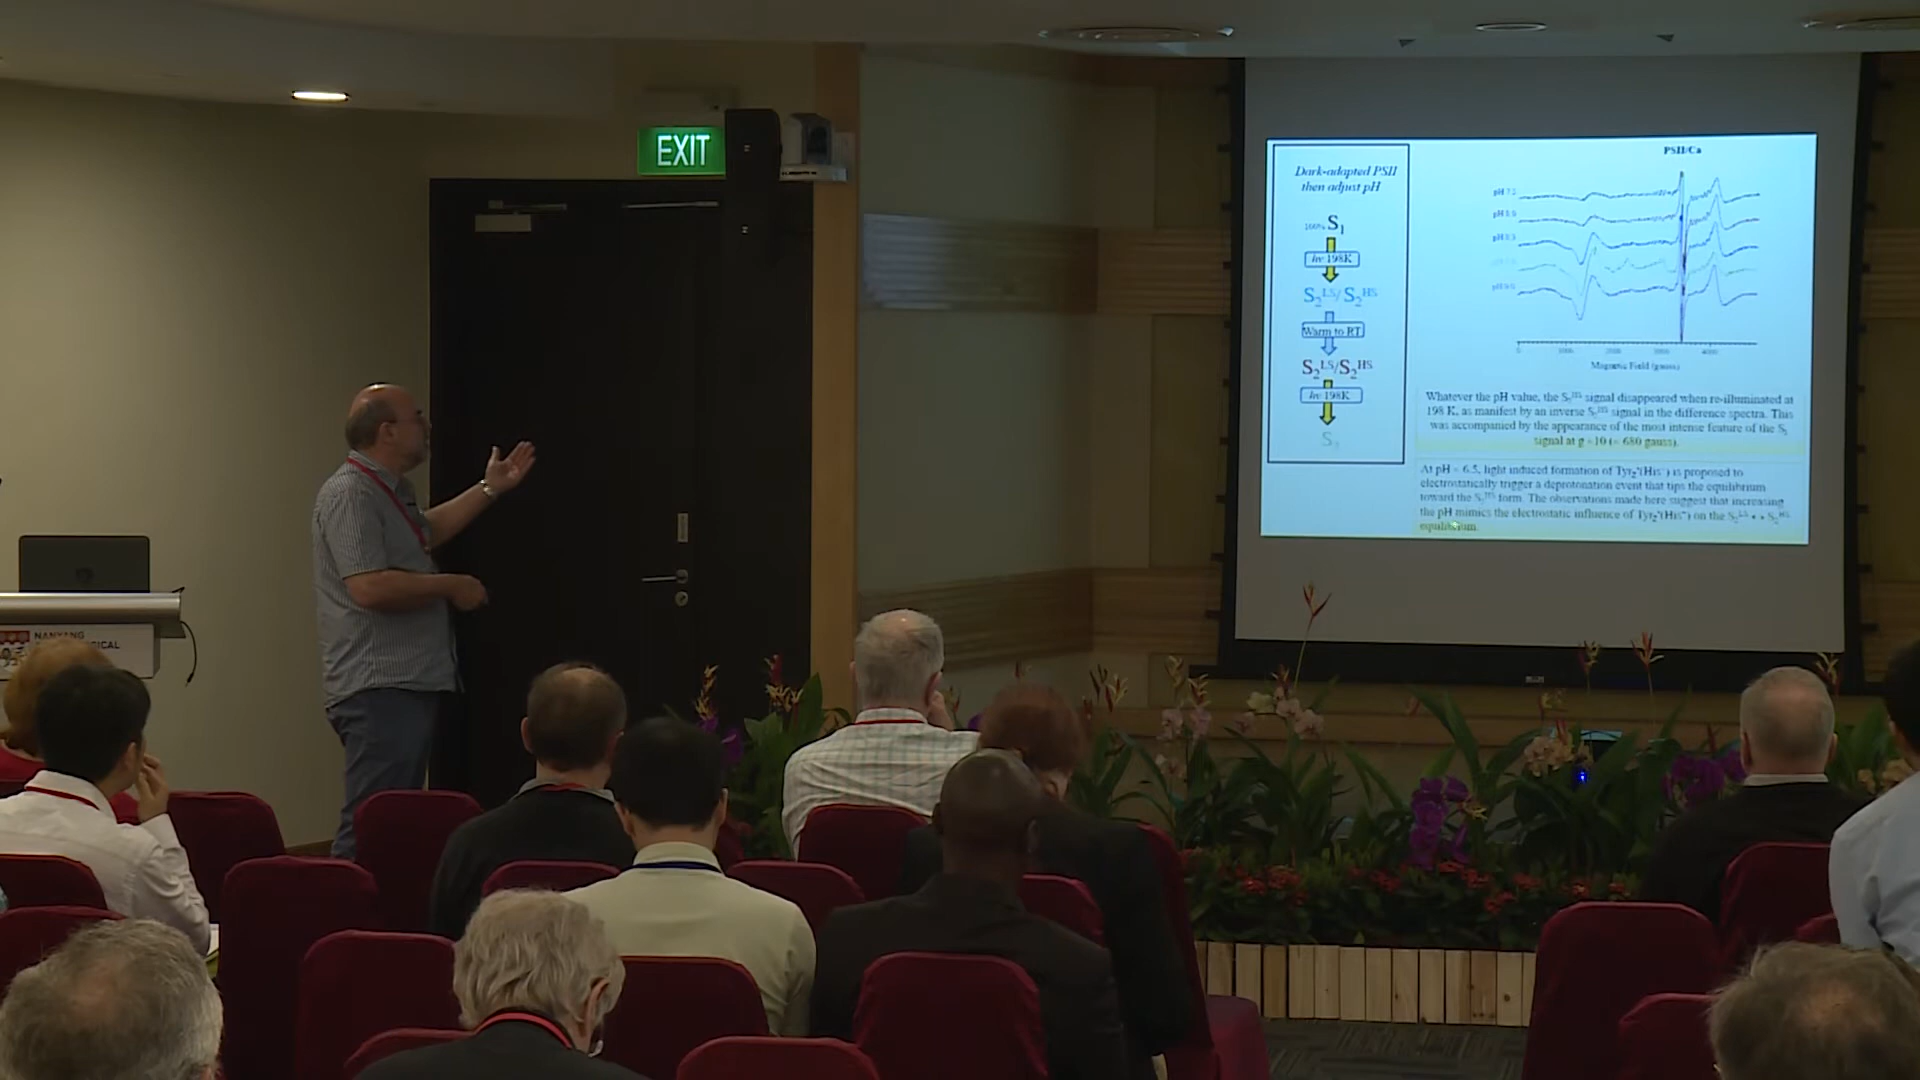 EXIT
NANYANG
Dark-adapted PSII
then adjust pH
100% S1
hν 198K
S2LS/ S2HS
Warm to RT
S2LS/S2HS
hν 198K
PSII/Ca
Magnetic Field (gauss)
Whatever the pH value, the S2HS signal disappeared when re-illuminated at
198 K, as manifest by an inverse S2HS signal in the difference spectra. This
was accompanied by the appearance of the most intense feature of the S3
signal at g ≈10 (≈ 680 gauss).
At pH ≈ 6.5, light induced formation of TyrZ•(His+) is proposed to
electrostatically trigger a deprotonation event that tips the equilibrium
toward the S2HS form. The observations made here suggest that increasing
the pH mimics the electrostatic influence of TyrZ•(His+) on the S2LS S2HS
equilibrium.